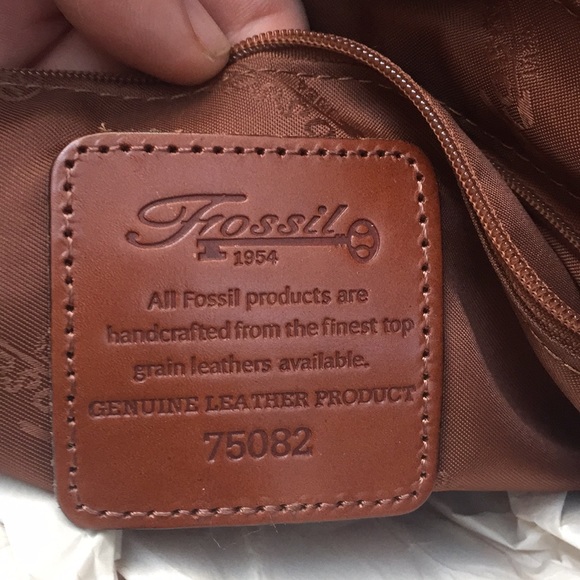 Fossil
1954
All Fossil products are
handcrafted from the finest top
grain leathers available.
GENUINE LEATHER PRODUCT
75082